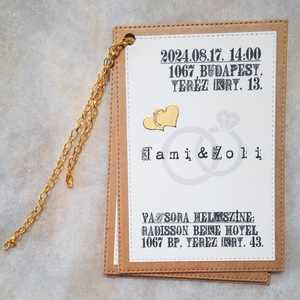 2024.08.17. 14:00
1067 BUDAPEST,
TERÉZ KRT. 13.
Tami&Zoli
VACSORA HELYSZÍNE:
RADISSON BEKE HOTEL
1067 BP. TERÉZ KRT. 43.